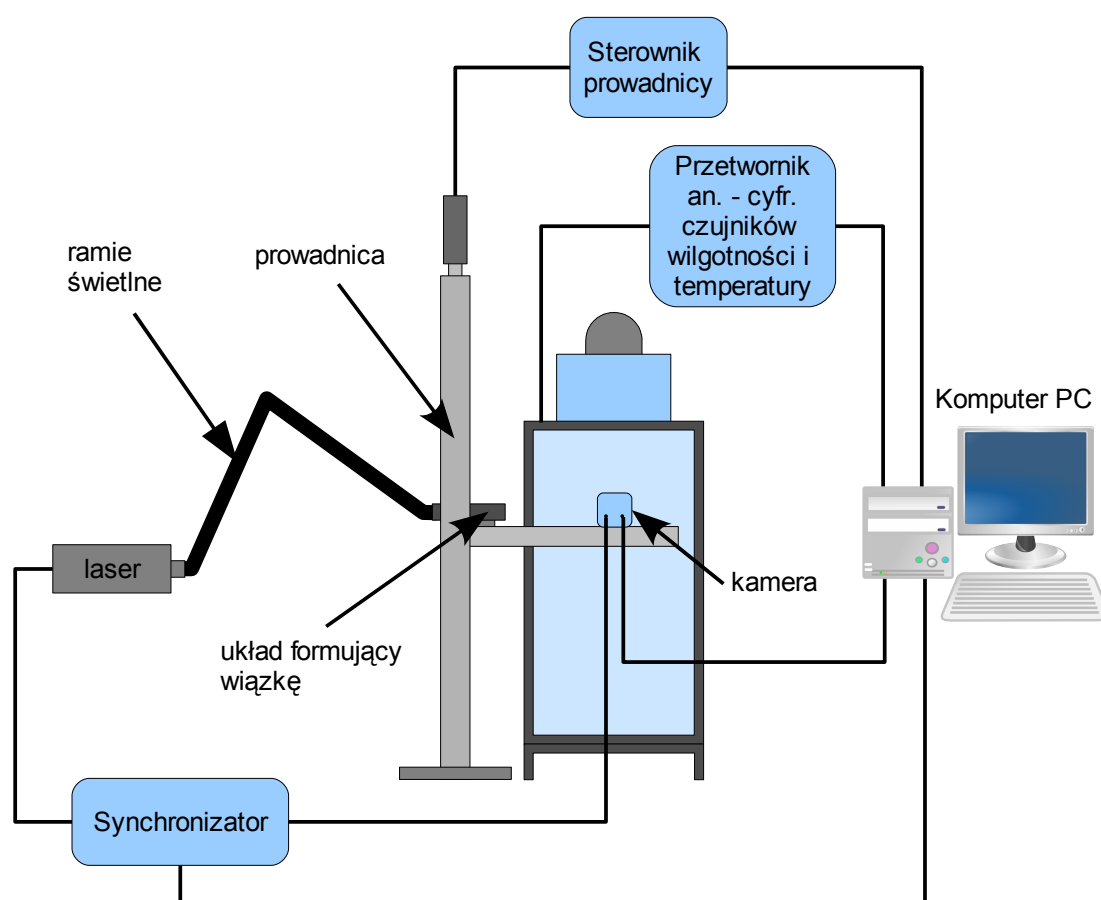 Sterownik
prowadnicy
Przetwornik
an. - cyfr.
czujników
wilgotności i
temperatury
ramie
świetlne
prowadnica
Komputer PC
laser
kamera
układ formujący
wiązkę
Synchronizator